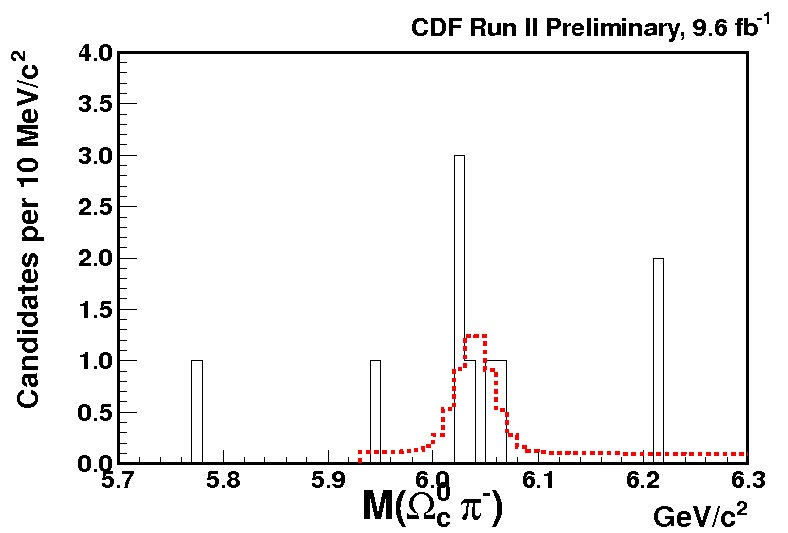 CDF Run II Preliminary, 9.6 fb⁻¹
Candidates per 10 MeV/c²
4.0
3.5
3.0
2.5
2.0
1.5
1.0
0.5
0.0
5.7 5.8 5.9 6.0 6.1 6.2 6.3
M(Ω⁰c π⁻)
GeV/c²